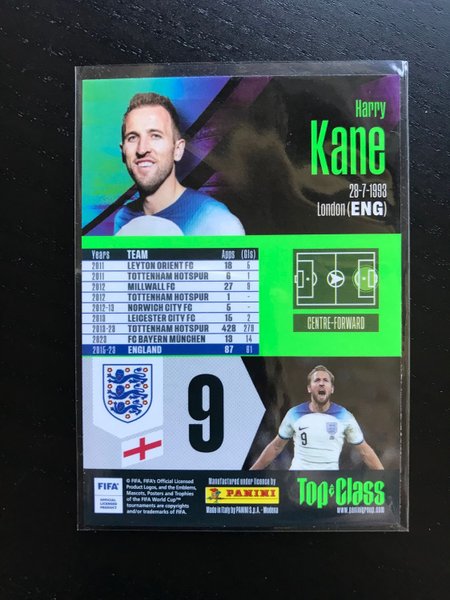 Harry
Kane
28-7-1993
London (ENG)
Years TEAM Apps (Gls)
2011 LEYTON ORIENT FC 18 5
2011 TOTTENHAM HOTSPUR 6 1
2012 MILLWALL FC 27 9
2012 TOTTENHAM HOTSPUR 1 -
2012-13 NORWICH CITY FC 5 -
2013 LEICESTER CITY FC 15 2
2013-23 TOTTENHAM HOTSPUR 428 279
2023 FC BAYERN MÜNCHEN 13 14
2015-23 ENGLAND 87 61
CENTRE-FORWARD
9
9
FIFA
OFFICIAL
LICENSED
PRODUCT
© FIFA, FIFA's Official Licensed
Product Logos, and the Emblems,
Mascots, Posters and Trophies
of the FIFA World Cup™
tournaments are copyrights
and/or trademarks of FIFA.
Manufactured under license by
PANINI
Made in Italy by PANINI S.p.A. - Modena
Top Class
www.paninigroup.com